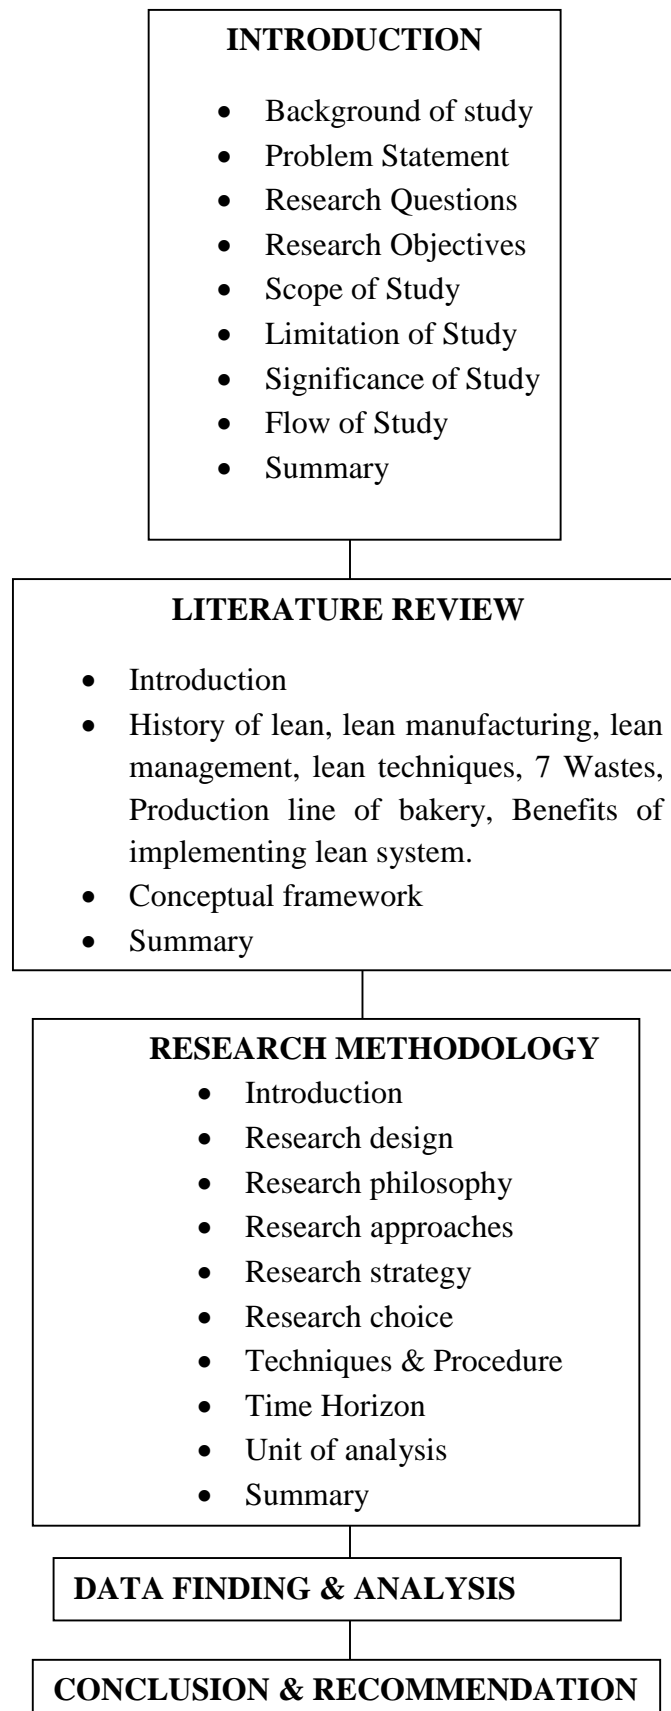 INTRODUCTION
• Background of study
• Problem Statement
• Research Questions
• Research Objectives
• Scope of Study
• Limitation of Study
• Significance of Study
• Flow of Study
• Summary
LITERATURE REVIEW
• Introduction
• History of lean, lean manufacturing, lean
management, lean techniques, 7 Wastes,
Production line of bakery, Benefits of
implementing lean system.
• Conceptual framework
• Summary
RESEARCH METHODOLOGY
• Introduction
• Research design
• Research philosophy
• Research approaches
• Research strategy
• Research choice
• Techniques & Procedure
• Time Horizon
• Unit of analysis
• Summary
DATA FINDING & ANALYSIS
CONCLUSION & RECOMMENDATION